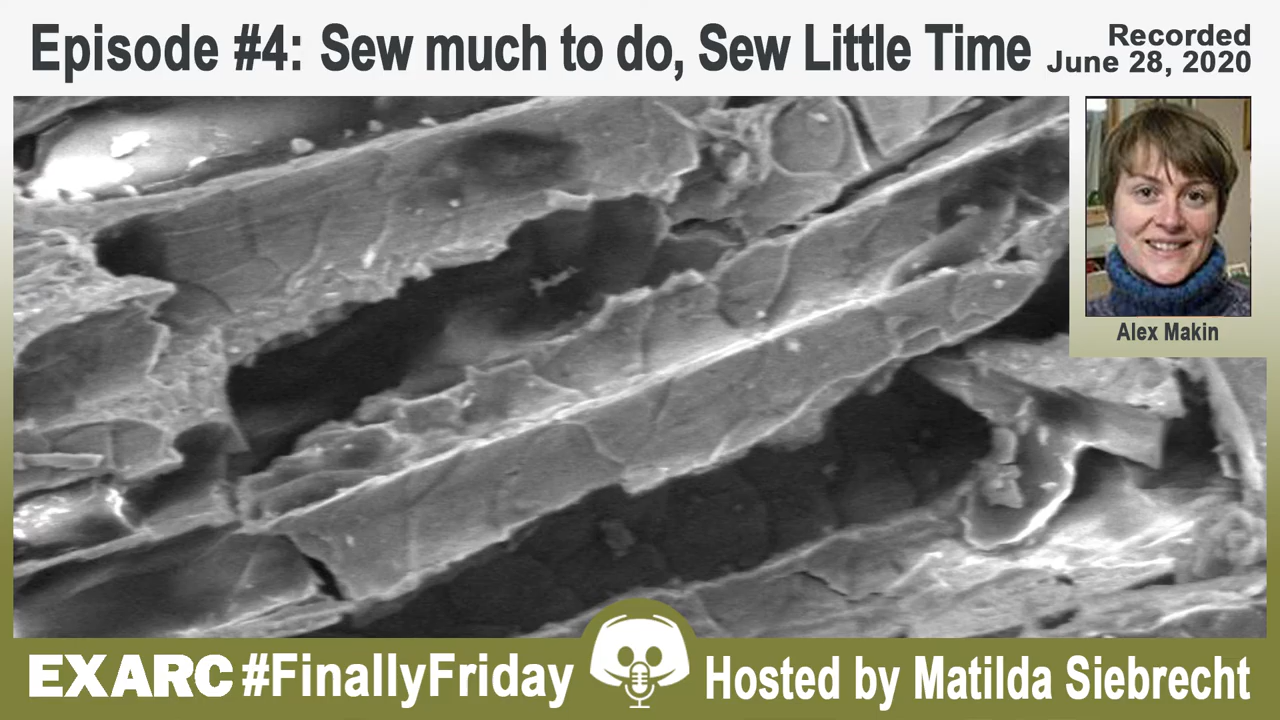 Episode #4: Sew much to do, Sew Little Time
Recorded
June 28, 2020
Alex Makin
EXARC #FinallyFriday
Hosted by Matilda Siebrecht